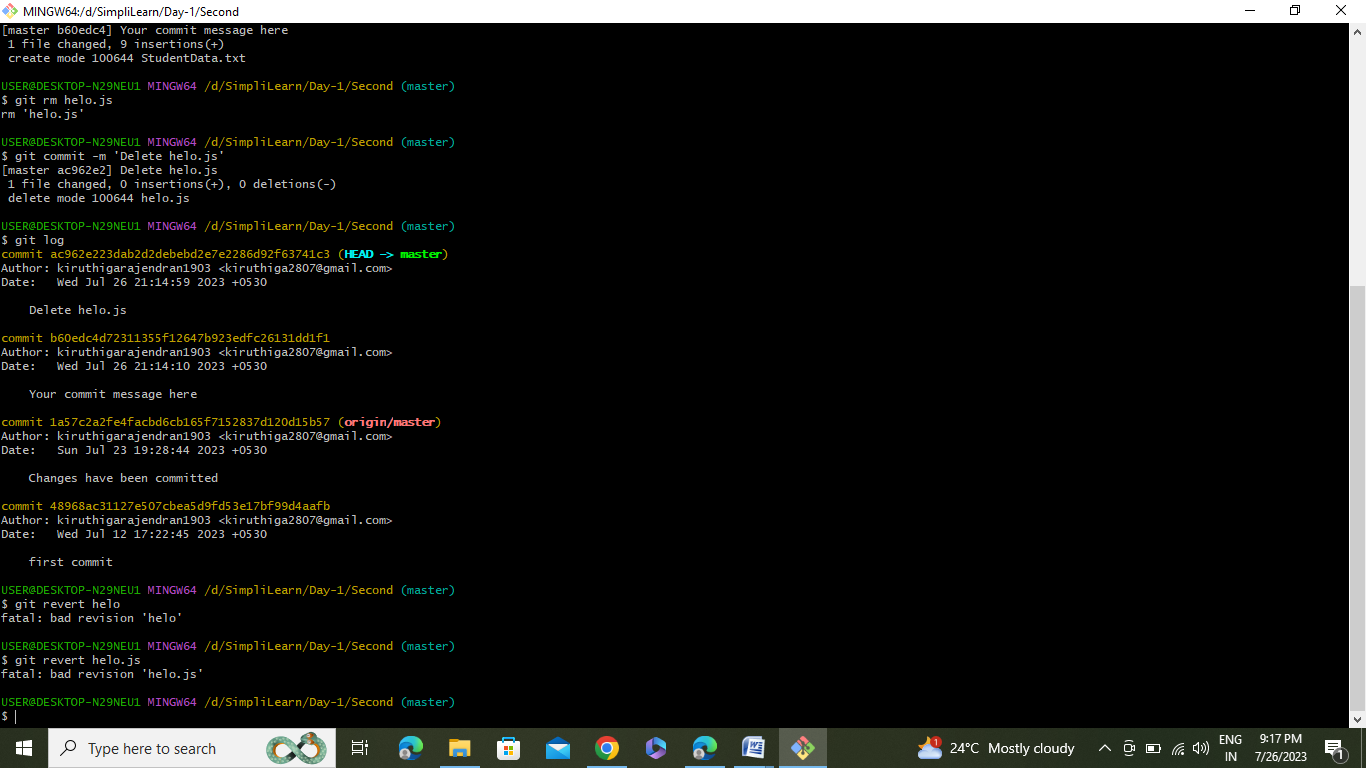 MINGW64:/d/SimpliLearn/Day-1/Second
[master b60edc4] Your commit message here
 1 file changed, 9 insertions(+)
 create mode 100644 StudentData.txt
USER@DESKTOP-N29NEU1 MINGW64 /d/SimpliLearn/Day-1/Second (master)
$ git rm helo.js
rm 'helo.js'
USER@DESKTOP-N29NEU1 MINGW64 /d/SimpliLearn/Day-1/Second (master)
$ git commit -m 'Delete helo.js'
[master ac962e2] Delete helo.js
 1 file changed, 0 insertions(+), 0 deletions(-)
 delete mode 100644 helo.js
USER@DESKTOP-N29NEU1 MINGW64 /d/SimpliLearn/Day-1/Second (master)
$ git log
commit ac962e223dab2d2debebd2e7e2286d92f63741c3 (HEAD -> master)
Author: kiruthigarajendran1903 <kiruthiga2807@gmail.com>
Date:   Wed Jul 26 21:14:59 2023 +0530
    Delete helo.js
commit b60edc4d72311355f12647b923edfc26131dd1f1
Author: kiruthigarajendran1903 <kiruthiga2807@gmail.com>
Date:   Wed Jul 26 21:14:10 2023 +0530
    Your commit message here
commit 1a57c2a2fe4facbd6cb165f7152837d120d15b57 (origin/master)
Author: kiruthigarajendran1903 <kiruthiga2807@gmail.com>
Date:   Sun Jul 23 19:28:44 2023 +0530
    Changes have been committed
commit 48968ac31127e507cbea5d9fd53e17bf99d4aafb
Author: kiruthigarajendran1903 <kiruthiga2807@gmail.com>
Date:   Wed Jul 12 17:22:45 2023 +0530
    first commit
USER@DESKTOP-N29NEU1 MINGW64 /d/SimpliLearn/Day-1/Second (master)
$ git revert helo
fatal: bad revision 'helo'
USER@DESKTOP-N29NEU1 MINGW64 /d/SimpliLearn/Day-1/Second (master)
$ git revert helo.js
fatal: bad revision 'helo.js'
USER@DESKTOP-N29NEU1 MINGW64 /d/SimpliLearn/Day-1/Second (master)
$
Type here to search
1
24°C Mostly cloudy
ENG
IN
9:17 PM
7/26/2023
1